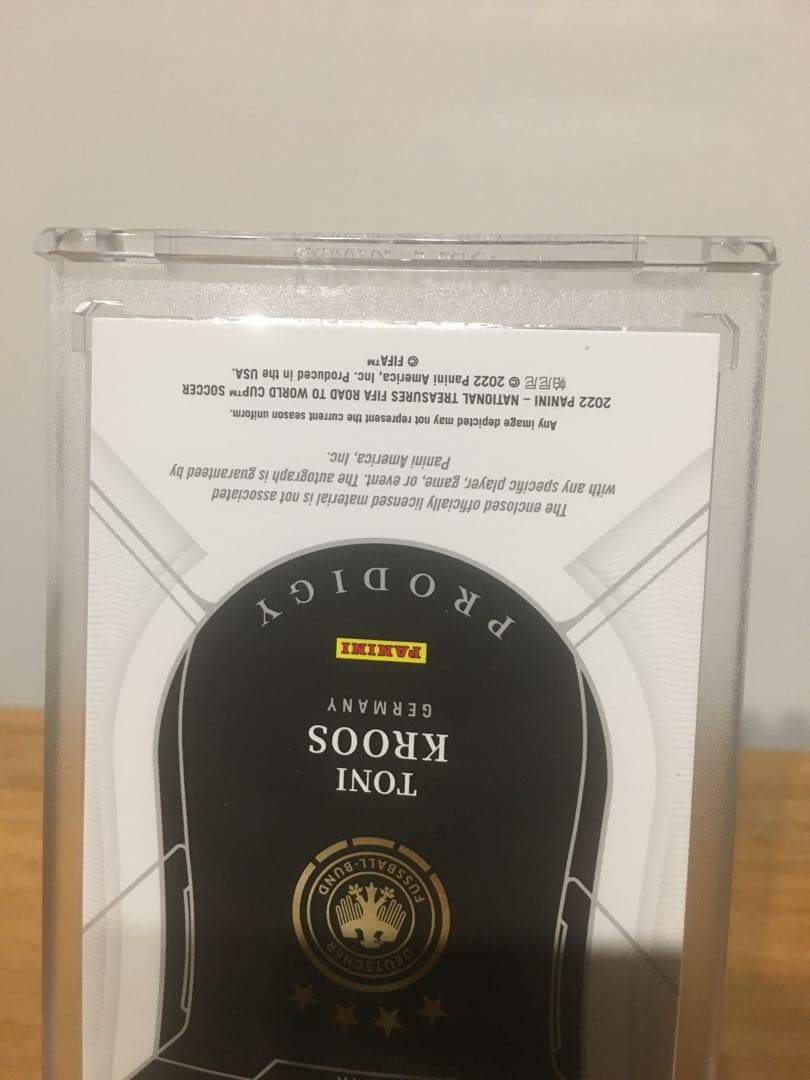 DEUTSCHER
FUSSBALL-BUND
TONI
KROOS
GERMANY
PANINI
PRODIGY
The enclosed officially licensed material is not associated
with any specific player, game, or event. The autograph is guaranteed by
Panini America, Inc.
Any image depicted may not represent the current season uniform.
2022 PANINI – NATIONAL TREASURES FIFA ROAD TO WORLD CUP™ SOCCER
帕尼尼 © 2022 Panini America, Inc. Produced in the USA.
© FIFA™